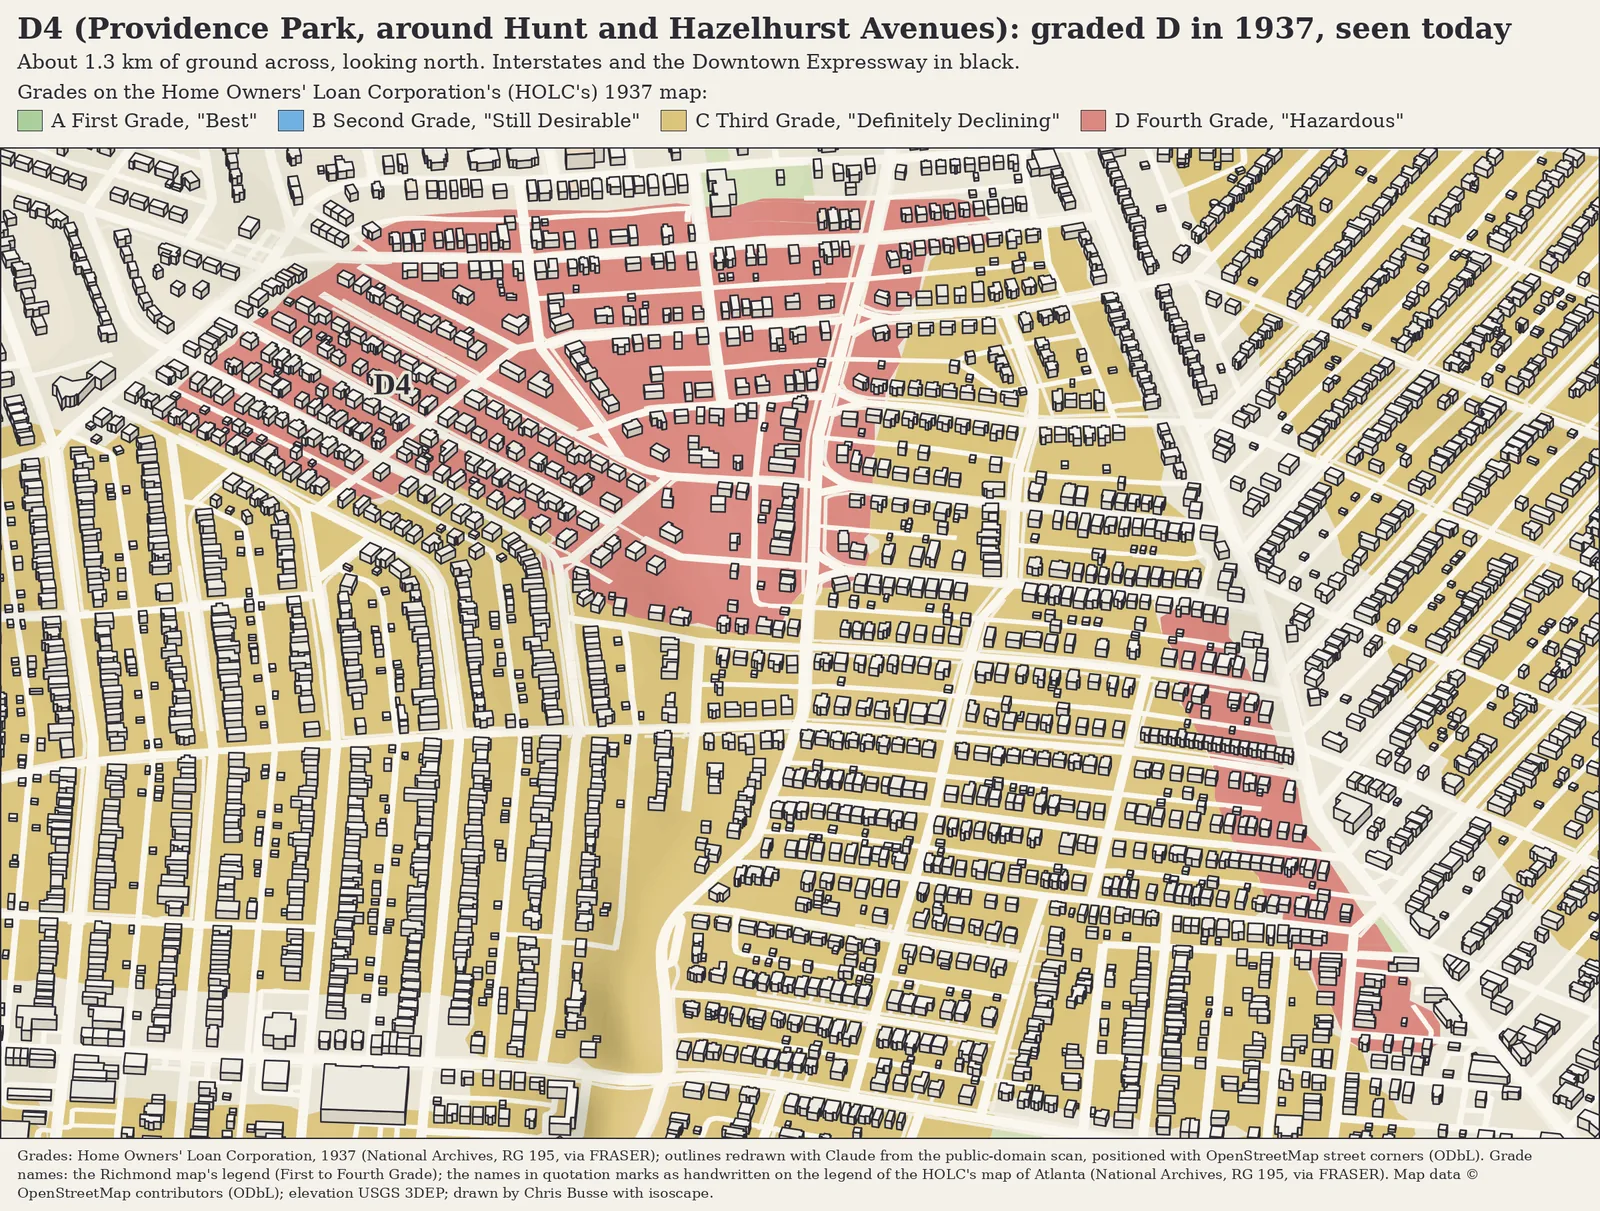 D4 (Providence Park, around Hunt and Hazelhurst Avenues): graded D in 1937, seen today
About 1.3 km of ground across, looking north. Interstates and the Downtown Expressway in black.
Grades on the Home Owners' Loan Corporation's (HOLC's) 1937 map:
A First Grade, "Best" B Second Grade, "Still Desirable" C Third Grade, "Definitely Declining" D Fourth Grade, "Hazardous"
D4
Grades: Home Owners' Loan Corporation, 1937 (National Archives, RG 195, via FRASER); outlines redrawn with Claude from the public-domain scan, positioned with OpenStreetMap street corners (ODbL). Grade
names: the Richmond map's legend (First to Fourth Grade); the names in quotation marks as handwritten on the legend of the HOLC's map of Atlanta (National Archives, RG 195, via FRASER). Map data ©
OpenStreetMap contributors (ODbL); elevation USGS 3DEP; drawn by Chris Busse with isoscape.